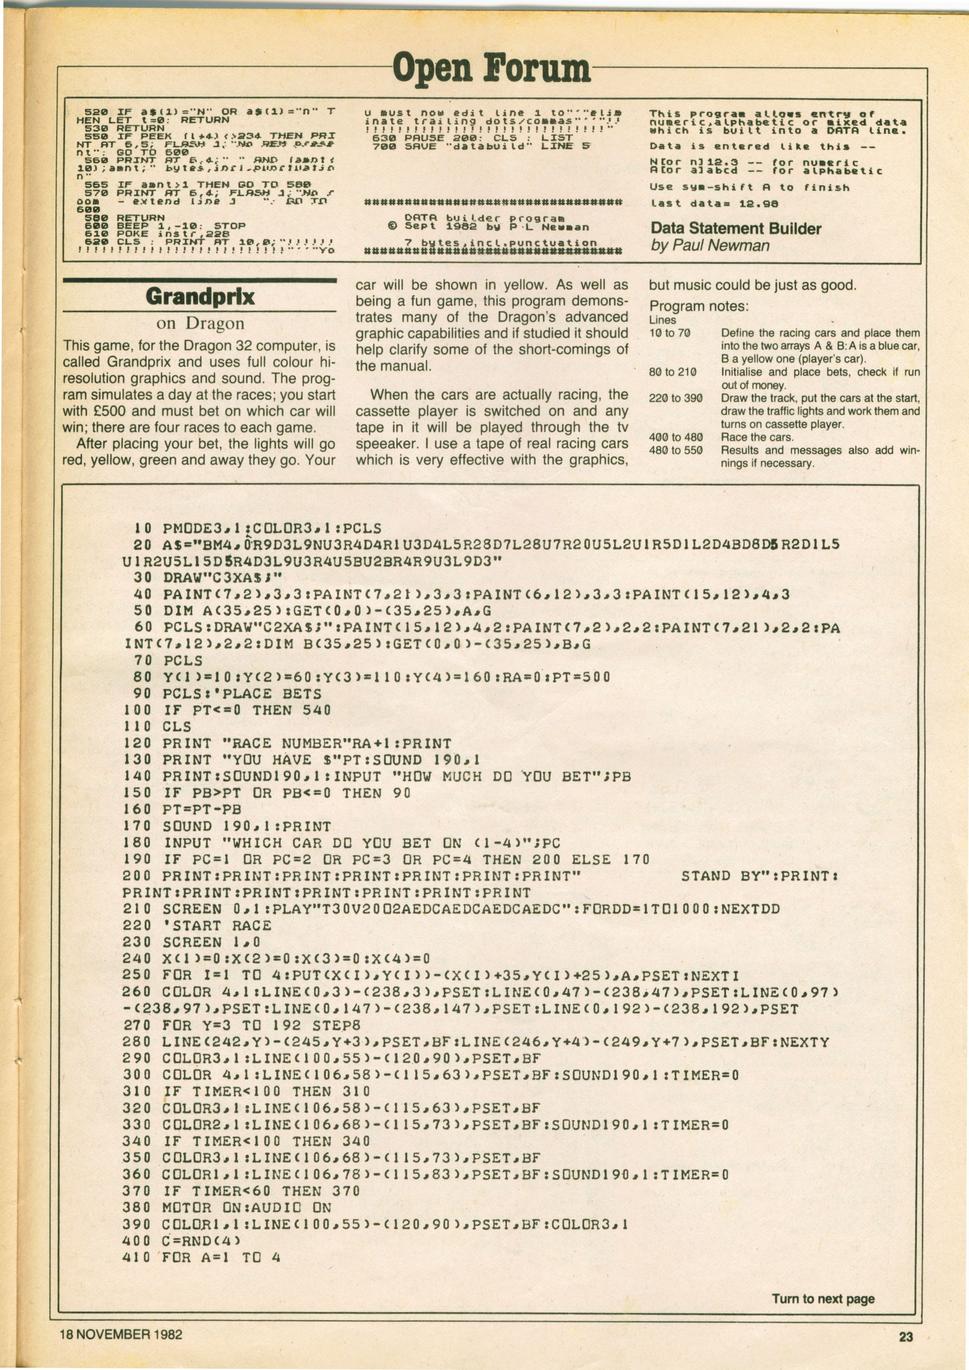 Open Forum
520 IF a$(1)="N" OR a$(1)="n" T
HEN LET t=0: RETURN
530 RETURN
550 IF PEEK (l+4)<>234 THEN PRI
NT AT 6,5; FLASH 1;"No REM prese
nt": GO TO 600
560 PRINT AT 6,4;" " AND (amnt<
10);amnt;" bytes,incl.punctuatio
n"
565 IF amnt>1 THEN GO TO 580
570 PRINT AT 6,4; FLASH 1;"No r
oom - extend line 1 ": GO TO
600
580 RETURN
600 BEEP 1,-10: STOP
610 POKE instr,228
620 CLS : PRINT AT 10,0;"!!!!!!
u must now edit line 1 to
inate trailing dots/commas
630 PAUSE 200: CLS : LIST
700 SAVE "databuild" LINE 5
################################
DATA builder program
© Sept 1982 by P.L Newman
7 bytes,incl.punctuation
################################
This program allows entry of
numeric,alphabetic or mixed data
which is built into a DATA line.
Data is entered like this --
N[or n]12.3 -- for numeric
A[or a]abcd -- for alphabetic
Use sym-shift A to finish
last data= 12.98
Data Statement Builder
by Paul Newman
Grandprix
on Dragon
This game, for the Dragon 32 computer, is
called Grandprix and uses full colour hi-
resolution graphics and sound. The prog-
ram simulates a day at the races; you start
with £500 and must bet on which car will
win; there are four races to each game.
After placing your bet, the lights will go
red, yellow, green and away they go. Your
car will be shown in yellow. As well as
being a fun game, this program demons-
trates many of the Dragon's advanced
graphic capabilities and if studied it should
help clarify some of the short-comings of
the manual.
When the cars are actually racing, the
cassette player is switched on and any
tape in it will be played through the tv
speeaker. I use a tape of real racing cars
which is very effective with the graphics,
but music could be just as good.
Program notes:
Lines
10 to 70 Define the racing cars and place them
into the two arrays A & B: A is a blue car,
B a yellow one (player's car).
80 to 210 Initialise and place bets, check if run
out of money.
220 to 390 Draw the track, put the cars at the start,
draw the traffic lights and work them and
turns on cassette player.
400 to 480 Race the cars.
480 to 550 Results and messages also add win-
nings if necessary.
10 PMODE3,1:COLOR3,1:PCLS
20 A$="BM4,0R9D3L9NU3R4D4R1U3D4L5R28D7L28U7R20U5L2U1R5D1L2D4BD8D5R2D1L5
U1R2U5L15D5R4D3L9U3R4U5BU2BR4R9U3L9D3"
30 DRAW"C3XA$;"
40 PAINT(7,2),3,3:PAINT(7,21),3,3:PAINT(6,12),3,3:PAINT(15,12),4,3
50 DIM A(35,25):GET(0,0)-(35,25),A,G
60 PCLS:DRAW"C2XA$;":PAINT(15,12),4,2:PAINT(7,2),2,2:PAINT(7,21),2,2:PA
INT(7,12),2,2:DIM B(35,25):GET(0,0)-(35,25),B,G
70 PCLS
80 Y(1)=10:Y(2)=60:Y(3)=110:Y(4)=160:RA=0:PT=500
90 PCLS:'PLACE BETS
100 IF PT<=0 THEN 540
110 CLS
120 PRINT "RACE NUMBER"RA+1:PRINT
130 PRINT "YOU HAVE $"PT:SOUND 190,1
140 PRINT:SOUND190,1:INPUT "HOW MUCH DO YOU BET";PB
150 IF PB>PT OR PB<=0 THEN 90
160 PT=PT-PB
170 SOUND 190,1:PRINT
180 INPUT "WHICH CAR DO YOU BET ON (1-4)";PC
190 IF PC=1 OR PC=2 OR PC=3 OR PC=4 THEN 200 ELSE 170
200 PRINT:PRINT:PRINT:PRINT:PRINT:PRINT:PRINT:PRINT" STAND BY":PRINT:
PRINT:PRINT:PRINT:PRINT:PRINT:PRINT:PRINT
210 SCREEN 0,1:PLAY"T30V20O2AEDCAEDCAEDCAEDC":FORDD=1TO1000:NEXTDD
220 'START RACE
230 SCREEN 1,0
240 X(1)=0:X(2)=0:X(3)=0:X(4)=0
250 FOR I=1 TO 4:PUT(X(I),Y(I))-(X(I)+35,Y(I)+25),A,PSET:NEXTI
260 COLOR 4,1:LINE(0,3)-(238,3),PSET:LINE(0,47)-(238,47),PSET:LINE(0,97)
-(238,97),PSET:LINE(0,147)-(238,147),PSET:LINE(0,192)-(238,192),PSET
270 FOR Y=3 TO 192 STEP8
280 LINE(242,Y)-(245,Y+3),PSET,BF:LINE(246,Y+4)-(249,Y+7),PSET,BF:NEXTY
290 COLOR3,1:LINE(100,55)-(120,90),PSET,BF
300 COLOR 4,1:LINE(106,58)-(115,63),PSET,BF:SOUND190,1:TIMER=0
310 IF TIMER<100 THEN 310
320 COLOR3,1:LINE(106,58)-(115,63),PSET,BF
330 COLOR2,1:LINE(106,68)-(115,73),PSET,BF:SOUND190,1:TIMER=0
340 IF TIMER<100 THEN 340
350 COLOR3,1:LINE(106,68)-(115,73),PSET,BF
360 COLOR1,1:LINE(106,78)-(115,83),PSET,BF:SOUND190,1:TIMER=0
370 IF TIMER<60 THEN 370
380 MOTOR ON:AUDIO ON
390 COLOR1,1:LINE(100,55)-(120,90),PSET,BF:COLOR3,1
400 C=RND(4)
410 FOR A=1 TO 4
Turn to next page
18 NOVEMBER 1982
23